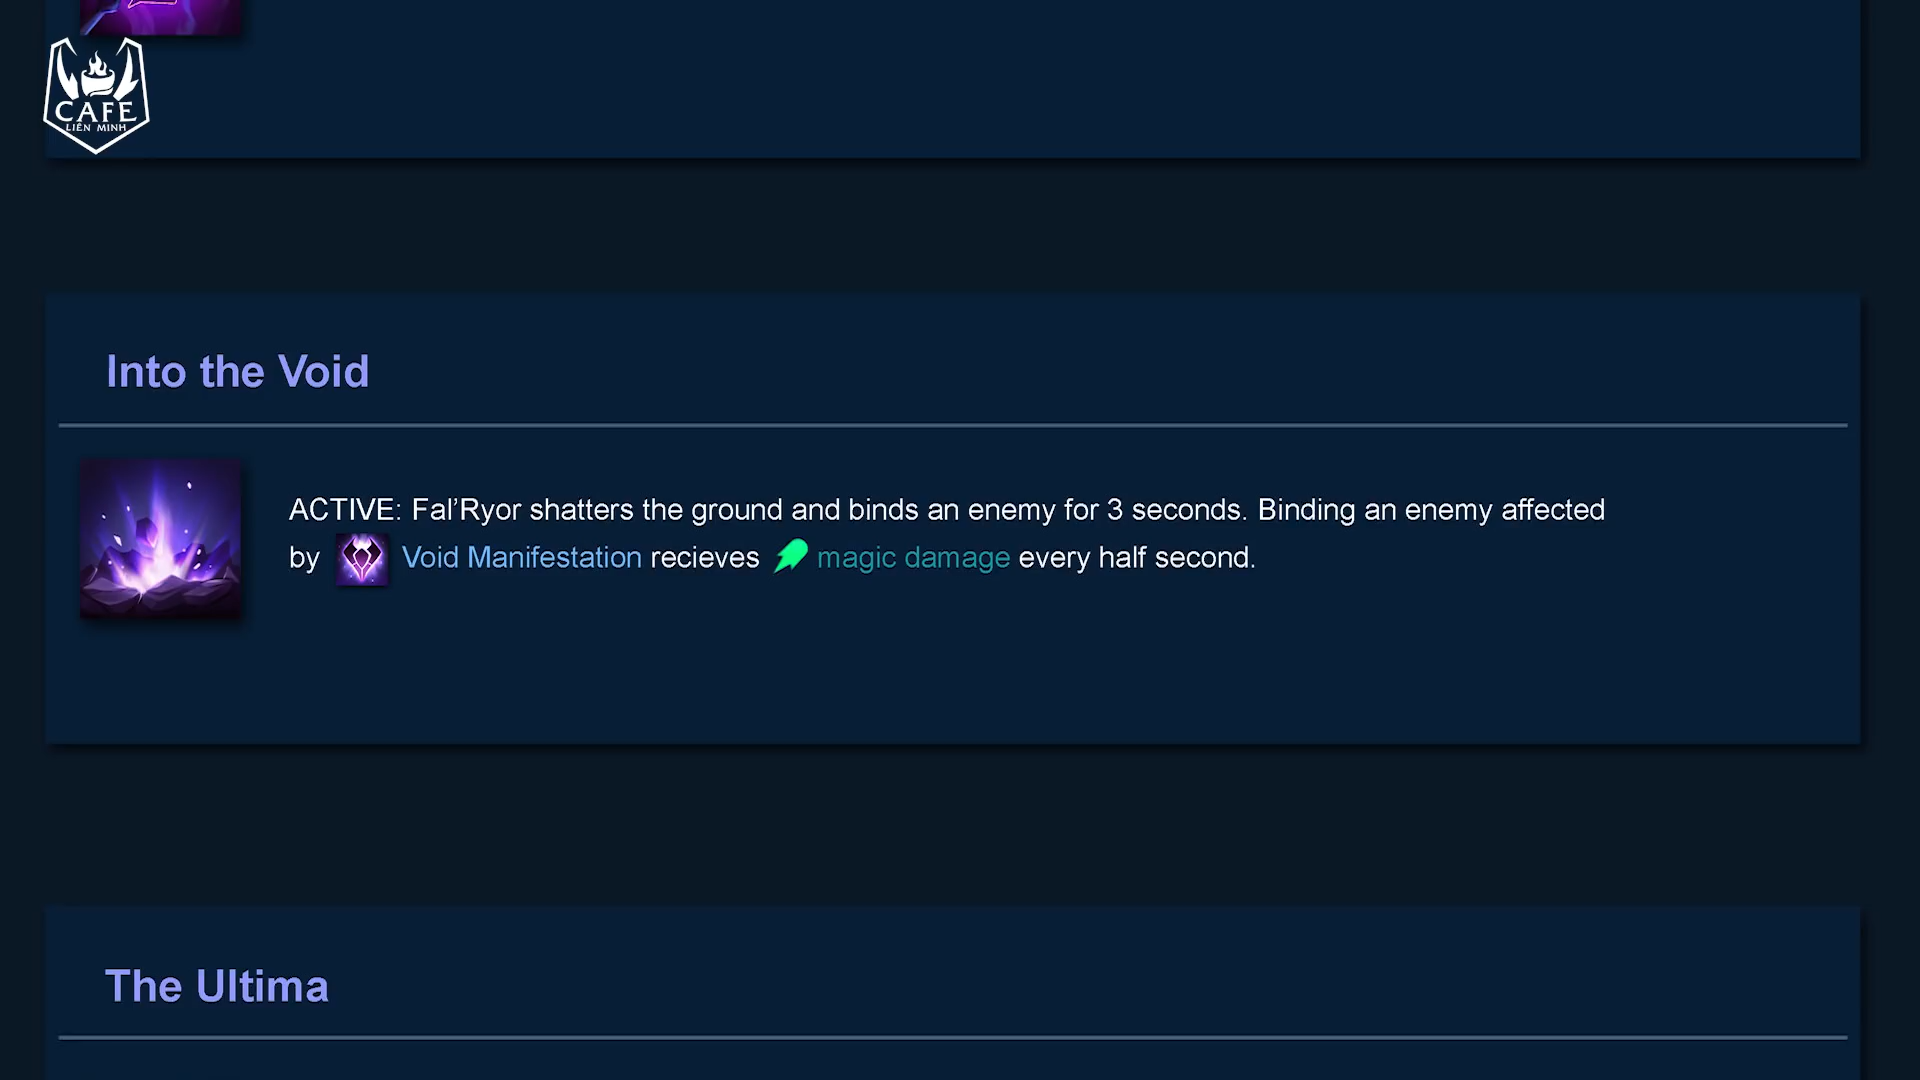 CAFE
LIÊN MINH
Into the Void
ACTIVE: Fal’Ryor shatters the ground and binds an enemy for 3 seconds. Binding an enemy affected
by Void Manifestation recieves magic damage every half second.
The Ultima